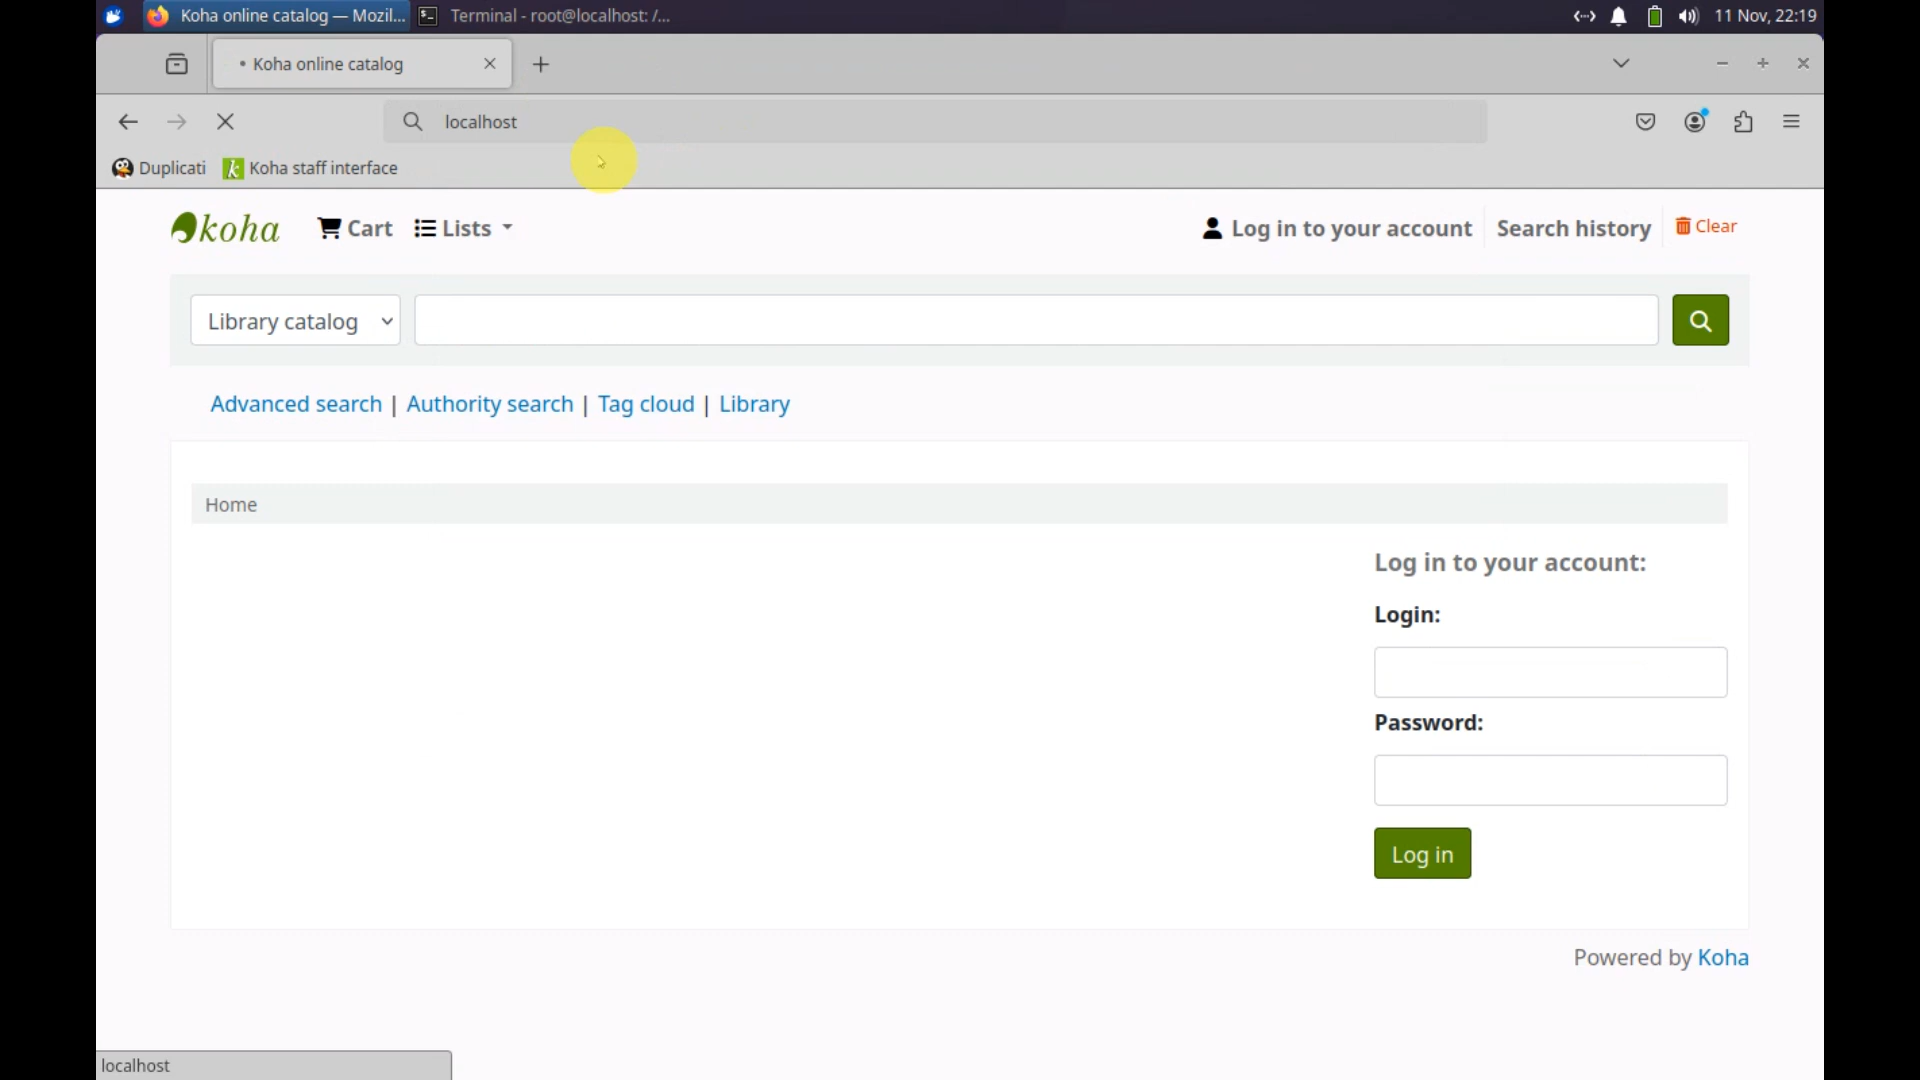 Koha online catalog — Mozil...
Terminal - root@localhost: /...
11 Nov, 22:19
Koha online catalog
localhost
Duplicati
Koha staff interface
koha
Cart
Lists
Log in to your account
Search history
Clear
Library catalog
Advanced search | Authority search | Tag cloud | Library
Home
Log in to your account:
Login:
Password:
Log in
Powered by Koha
localhost